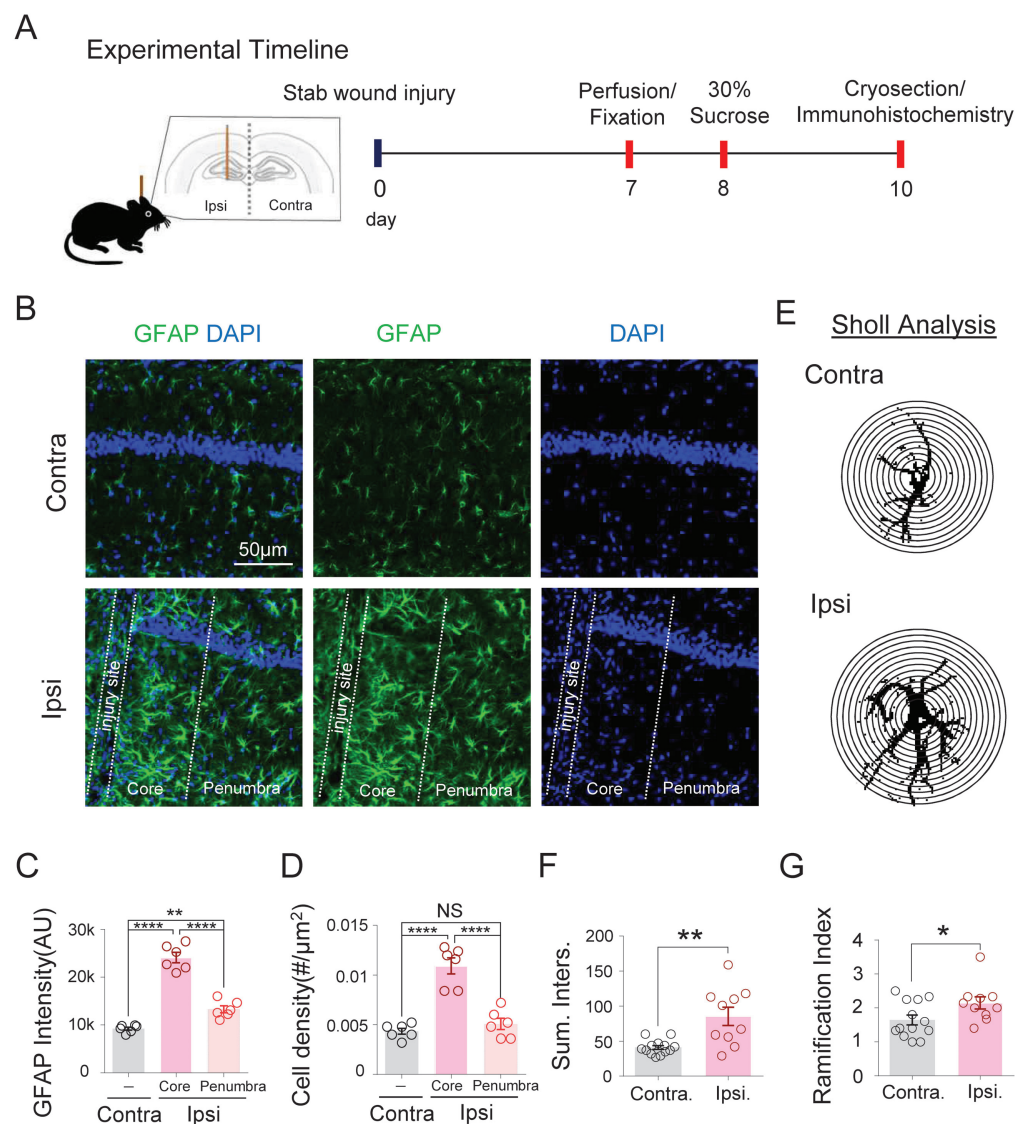 A
Experimental Timeline
Stab wound injury
Ipsi
Contra
0
day
Perfusion/
Fixation
7
30%
Sucrose
8
Cryosection/
Immunohistochemistry
10
B
GFAP DAPI
GFAP
DAPI
Contra
50μm
Ipsi
injury site
Core
Penumbra
injury site
Core
Penumbra
injury site
Core
Penumbra
E
Sholl Analysis
Contra
Ipsi
C
GFAP Intensity(AU)
30k
20k
10k
0
**
**** ****
–
Core
Penumbra
Contra
Ipsi
D
Cell density(#/μm²)
0.015
0.01
0.005
0
NS
**** ****
–
Core
Penumbra
Contra
Ipsi
F
Sum. Inters.
200
150
100
50
0
**
Contra.
Ipsi.
G
Ramification Index
5
4
3
2
1
0
*
Contra.
Ipsi.